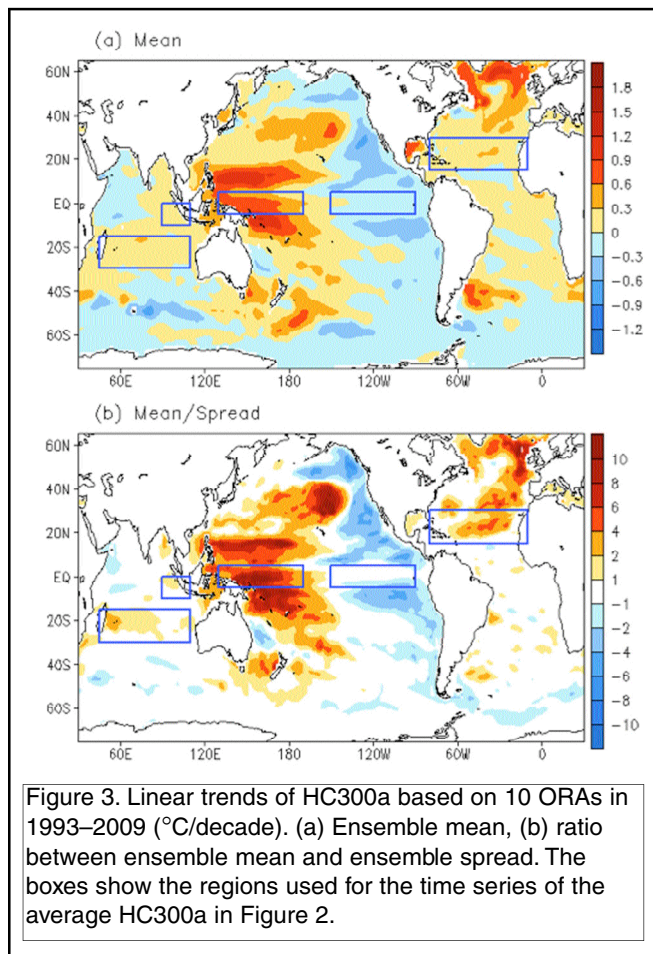 (a) Mean
60N
40N
20N
EQ
20S
40S
60S
60E 120E 180 120W 60W 0
1.8
1.5
1.2
0.9
0.6
0.3
0
−0.3
−0.6
−0.9
−1.2
(b) Mean/Spread
60N
40N
20N
EQ
20S
40S
60S
60E 120E 180 120W 60W 0
10
8
6
4
2
1
−1
−2
−4
−6
−8
−10
Figure 3. Linear trends of HC300a based on 10 ORAs in
1993–2009 (°C/decade). (a) Ensemble mean, (b) ratio
between ensemble mean and ensemble spread. The
boxes show the regions used for the time series of the
average HC300a in Figure 2.